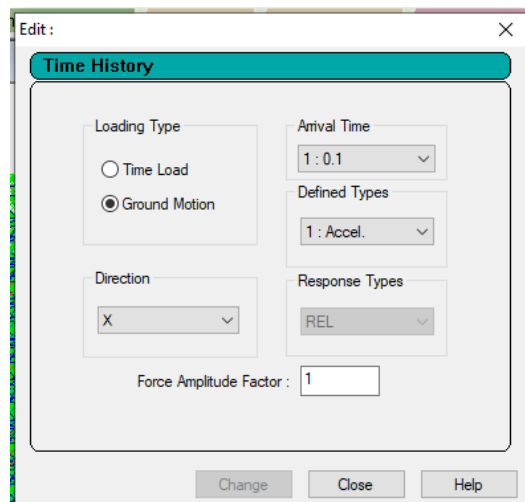 Edit :
Time History
Loading Type
Time Load
Ground Motion
Arrival Time
1 : 0.1
Defined Types
1 : Accel.
Direction
X
Response Types
REL
Force Amplitude Factor :
1
Change
Close
Help